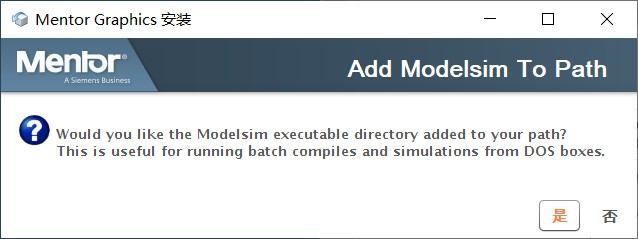 Mentor Graphics 安装
Mentor®
A Siemens Business
Add Modelsim To Path
Would you like the Modelsim executable directory added to your path?
This is useful for running batch compiles and simulations from DOS boxes.
是 否